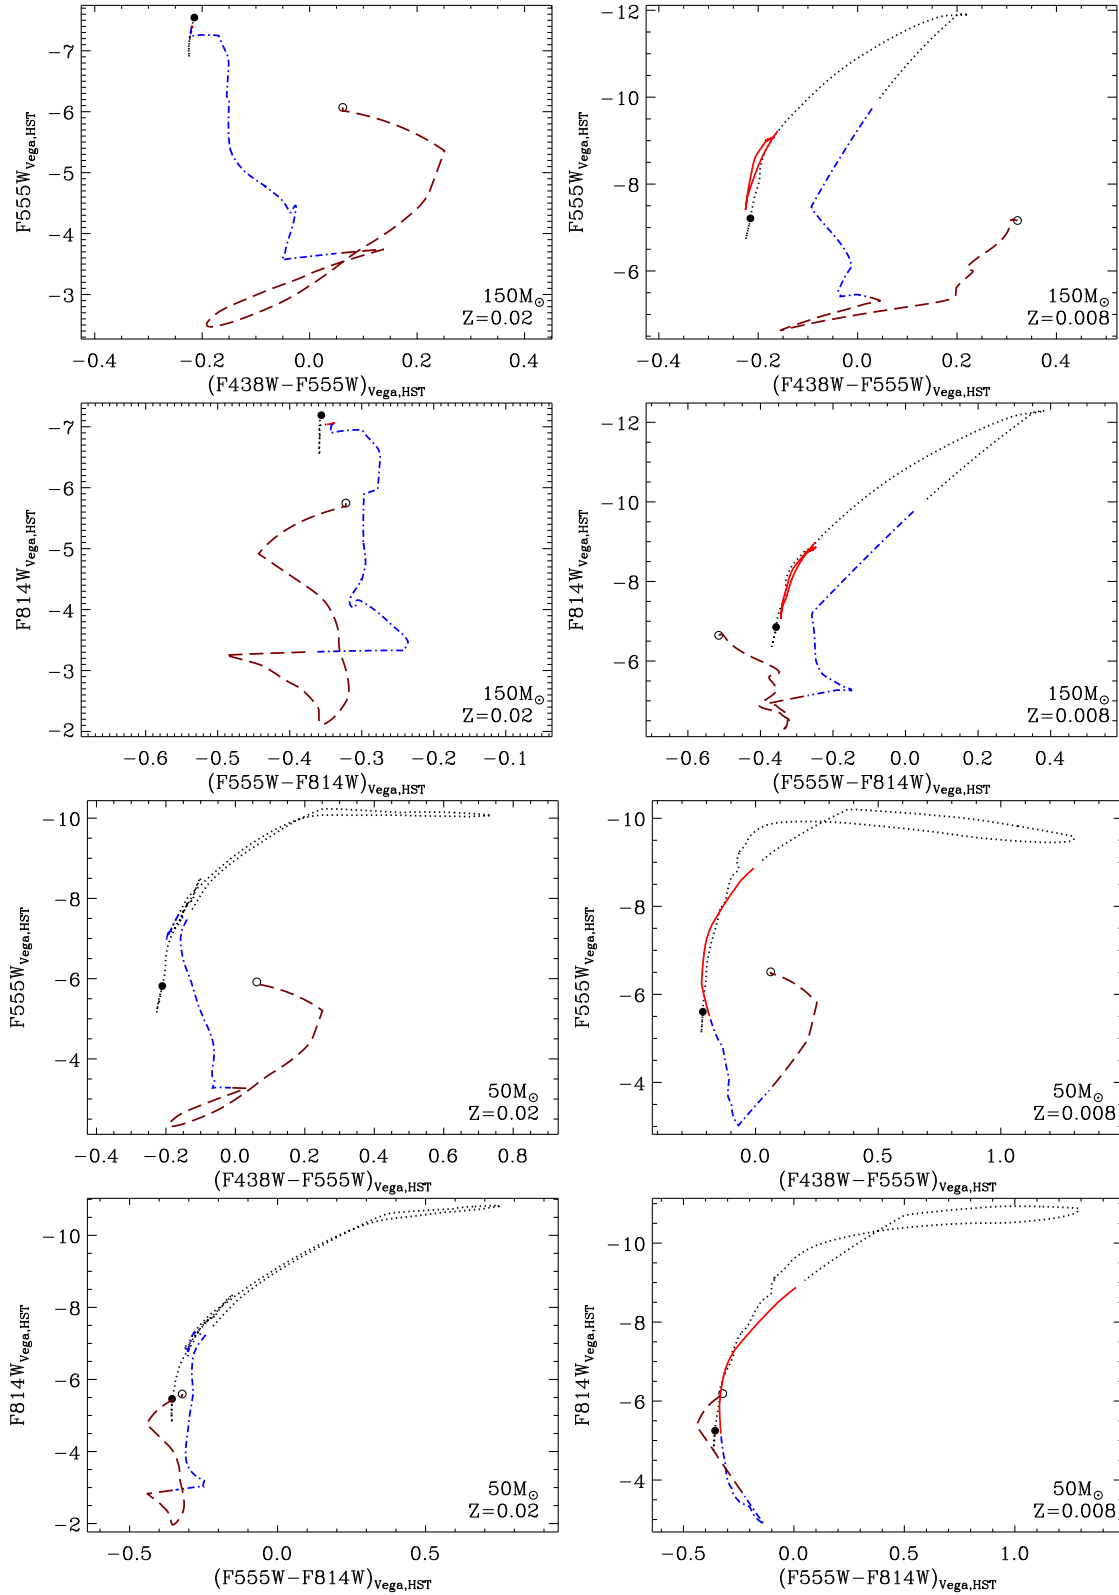 F555W_Vega,HST
-7
-6
-5
-4
-3
150M⊙
Z=0.02
-0.4 -0.2 0.0 0.2 0.4
(F438W-F555W)_Vega,HST
F555W_Vega,HST
-12
-10
-8
-6
150M⊙
Z=0.008
-0.4 -0.2 0.0 0.2 0.4
(F438W-F555W)_Vega,HST
F814W_Vega,HST
-7
-6
-5
-4
-3
-2
150M⊙
Z=0.02
-0.6 -0.5 -0.4 -0.3 -0.2 -0.1
(F555W-F814W)_Vega,HST
F814W_Vega,HST
-12
-10
-8
-6
150M⊙
Z=0.008
-0.6 -0.4 -0.2 0.0 0.2 0.4
(F555W-F814W)_Vega,HST
F555W_Vega,HST
-10
-8
-6
-4
50M⊙
Z=0.02
-0.4 -0.2 0.0 0.2 0.4 0.6 0.8
(F438W-F555W)_Vega,HST
F555W_Vega,HST
-10
-8
-6
-4
50M⊙
Z=0.008
0.0 0.5 1.0
(F438W-F555W)_Vega,HST
F814W_Vega,HST
-10
-8
-6
-4
-2
50M⊙
Z=0.02
-0.5 0.0 0.5
(F555W-F814W)_Vega,HST
F814W_Vega,HST
-10
-8
-6
-4
50M⊙
Z=0.008
-0.5 0.0 0.5 1.0
(F555W-F814W)_Vega,HST